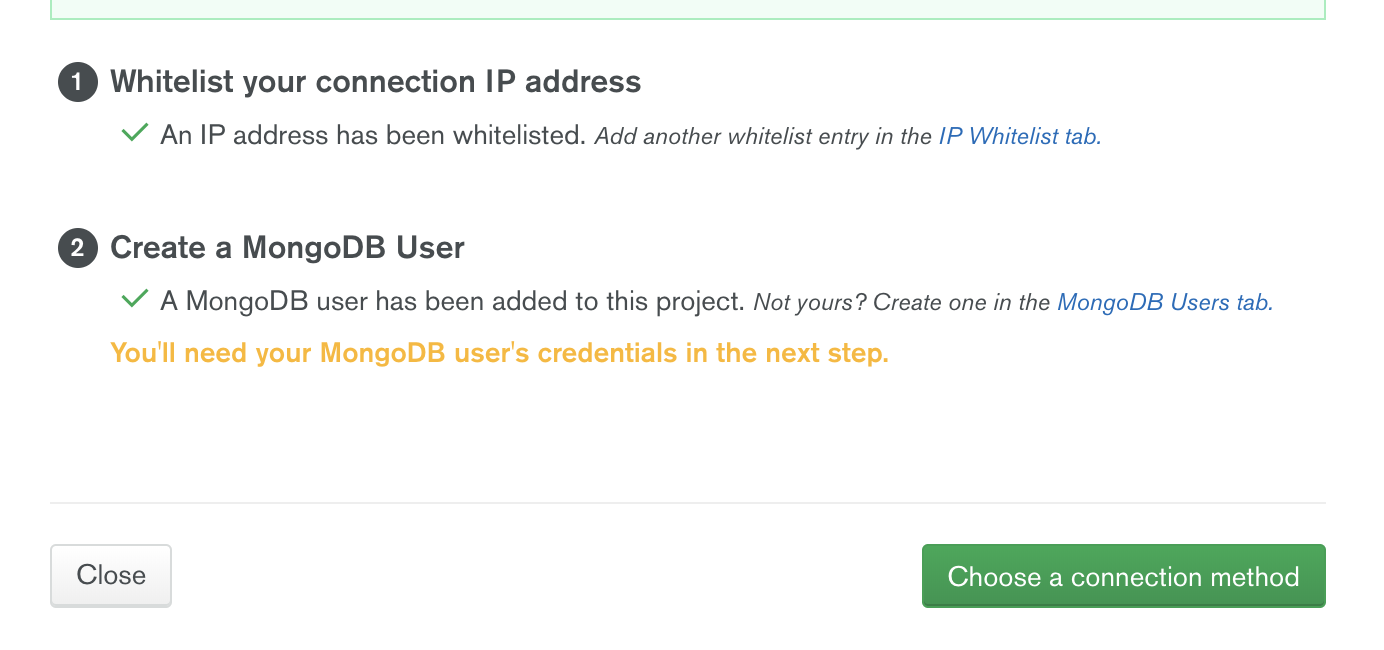 1 Whitelist your connection IP address
An IP address has been whitelisted. Add another whitelist entry in the IP Whitelist tab.
2 Create a MongoDB User
A MongoDB user has been added to this project. Not yours? Create one in the MongoDB Users tab.
You'll need your MongoDB user's credentials in the next step.
Close
Choose a connection method